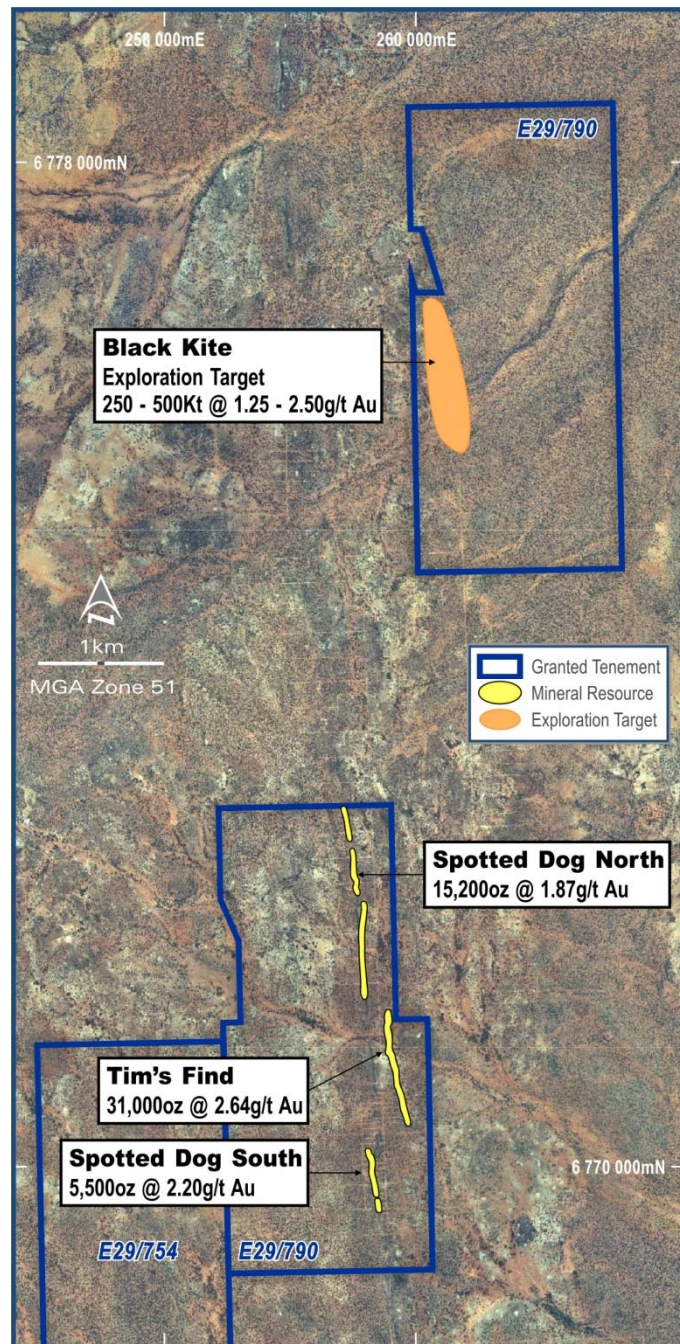 258 000mE
260 000mE
E29/790
6 778 000mN
Black Kite
Exploration Target
250 - 500Kt @ 1.25 - 2.50g/t Au
N
1km
MGA Zone 51
Granted Tenement
Mineral Resource
Exploration Target
Spotted Dog North
15,200oz @ 1.87g/t Au
Tim's Find
31,000oz @ 2.64g/t Au
Spotted Dog South
5,500oz @ 2.20g/t Au
6 770 000mN
E29/754
E29/790